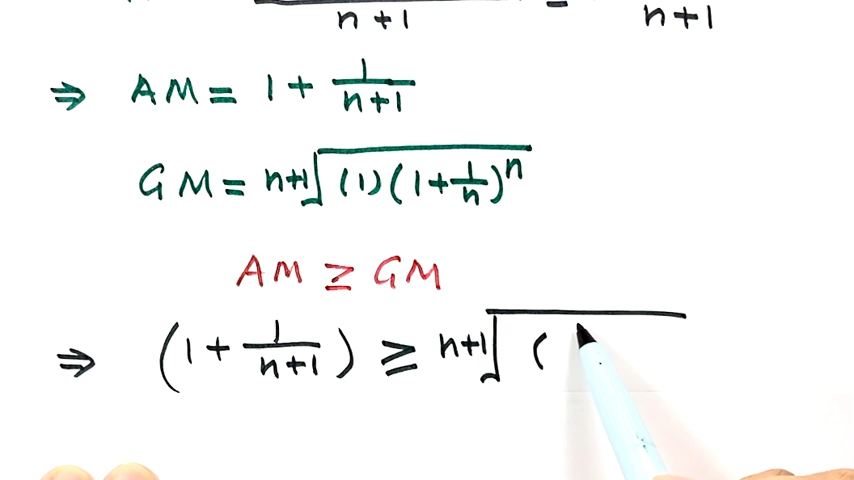 n+1 = n+1
⇒ AM = 1 + 1/(n+1)
GM = ⁿ⁺¹√((1)(1+1/n)ⁿ)
AM ≥ GM
⇒ (1 + 1/(n+1)) ≥ ⁿ⁺¹√(